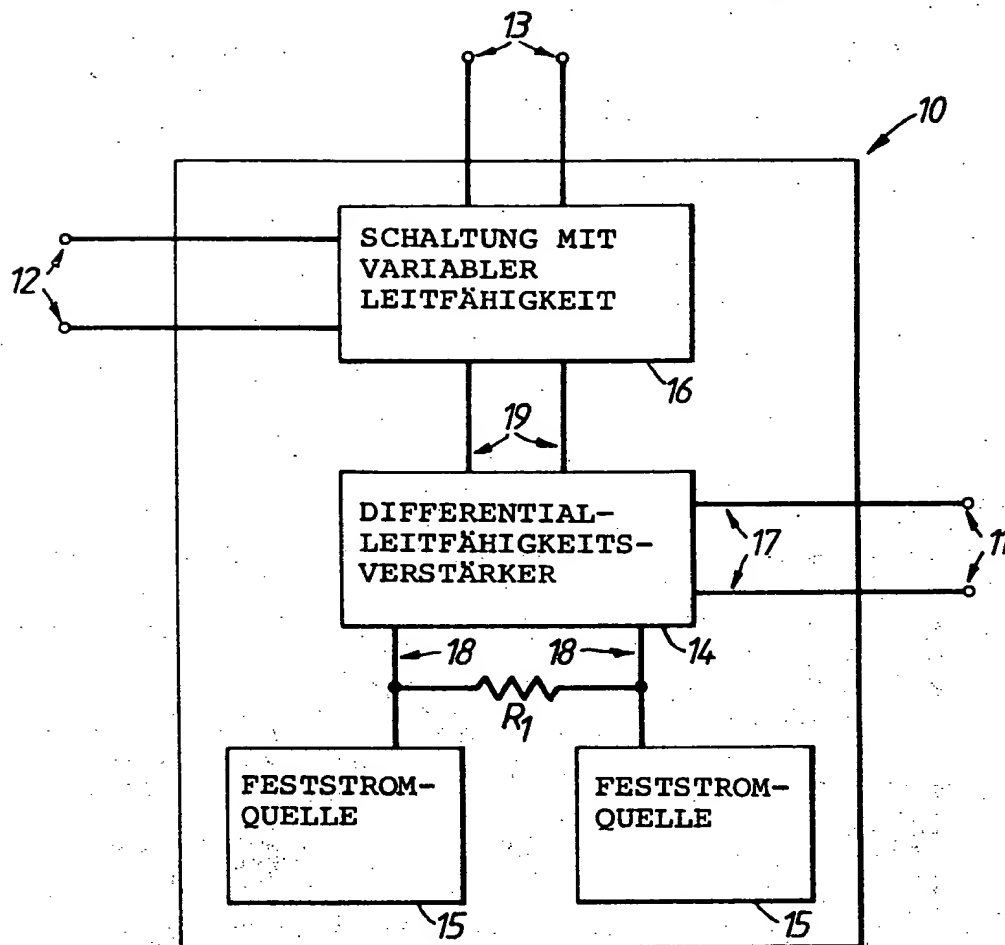 13
10
12
SCHALTUNG MIT
VARIABLER
LEITFÄHIGKEIT
16
19
DIFFERENTIAL-
LEITFÄHIGKEITS-
VERSTÄRKER
17
11
18
18
14
R1
FESTSTROM-
QUELLE
FESTSTROM-
QUELLE
15
15